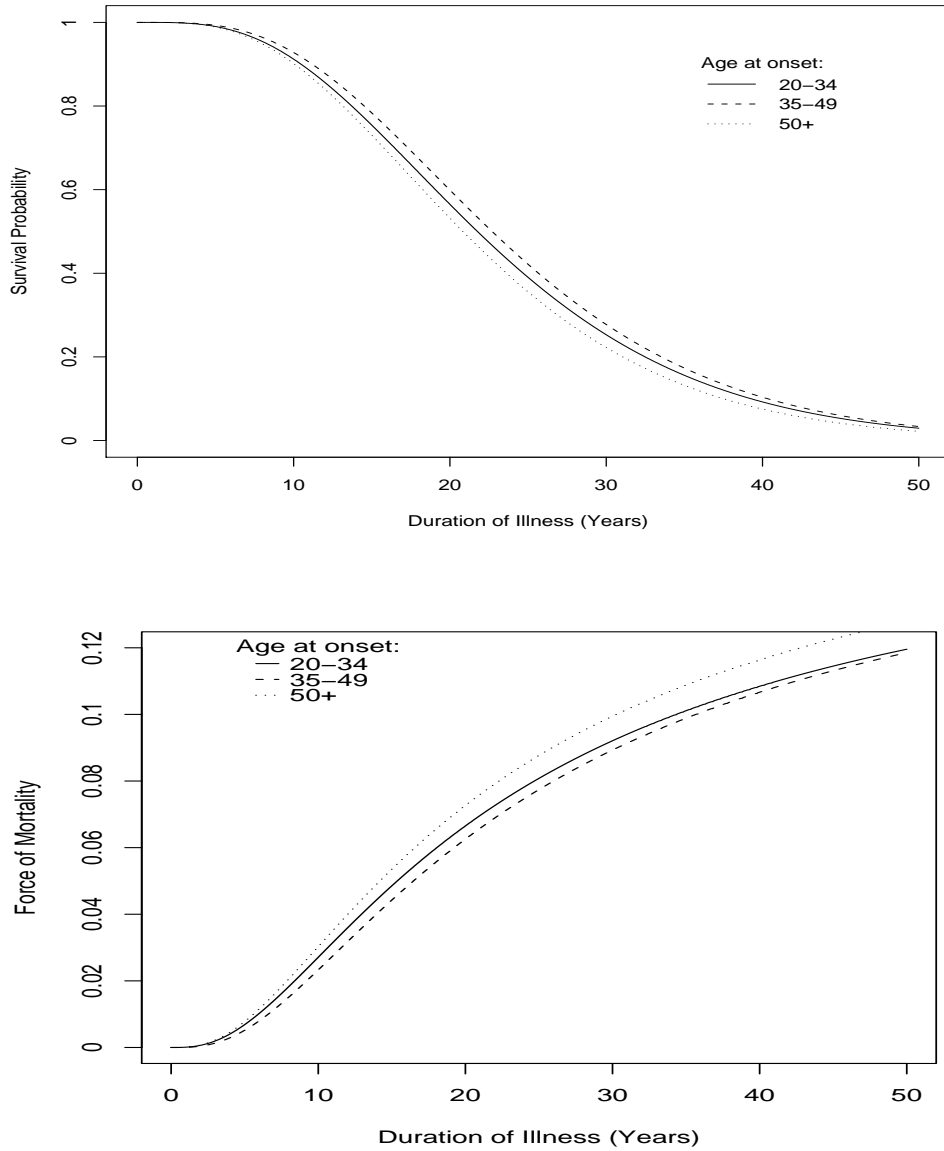 1
0.8
0.6
0.4
0.2
0
Survival Probability
Age at onset:
20−34
35−49
50+
0 10 20 30 40 50
Duration of Illness (Years)
0.12
0.1
0.08
0.06
0.04
0.02
0
Force of Mortality
Age at onset:
20−34
35−49
50+
0 10 20 30 40 50
Duration of Illness (Years)